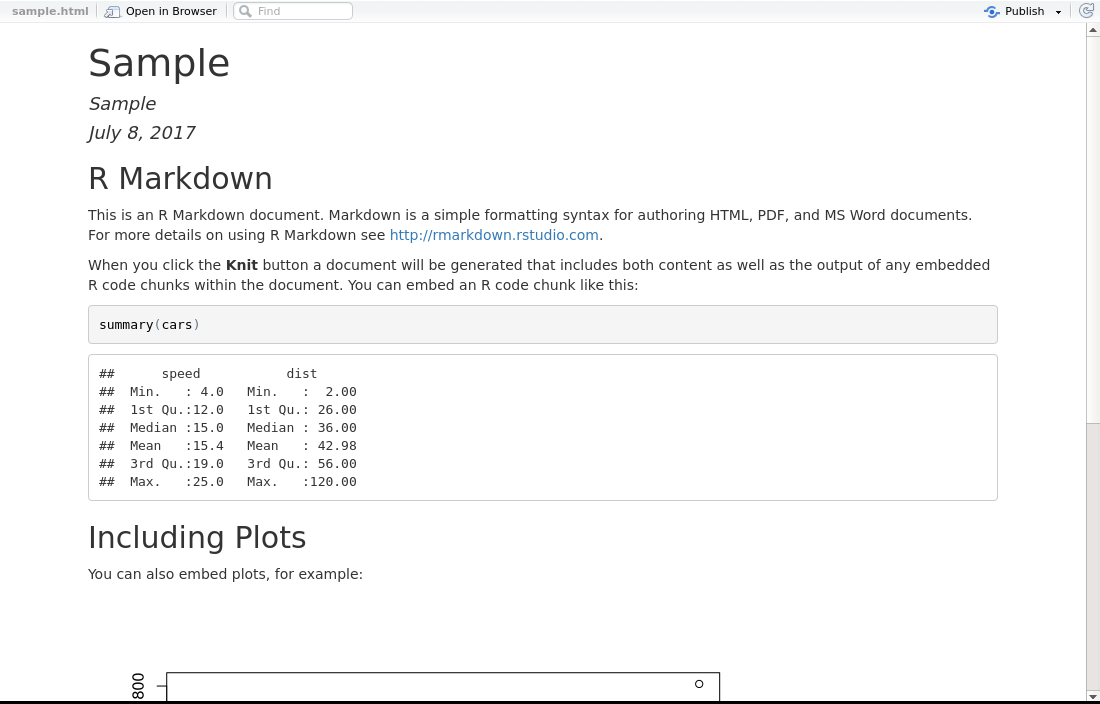 sample.html Open in Browser Find Publish
Sample
Sample
July 8, 2017
R Markdown
This is an R Markdown document. Markdown is a simple formatting syntax for authoring HTML, PDF, and MS Word documents.
For more details on using R Markdown see http://rmarkdown.rstudio.com.
When you click the Knit button a document will be generated that includes both content as well as the output of any embedded
R code chunks within the document. You can embed an R code chunk like this:
summary(cars)
##      speed           dist
##  Min.   : 4.0   Min.   :  2.00
##  1st Qu.:12.0   1st Qu.: 26.00
##  Median :15.0   Median : 36.00
##  Mean   :15.4   Mean   : 42.98
##  3rd Qu.:19.0   3rd Qu.: 56.00
##  Max.   :25.0   Max.   :120.00
Including Plots
You can also embed plots, for example:
800